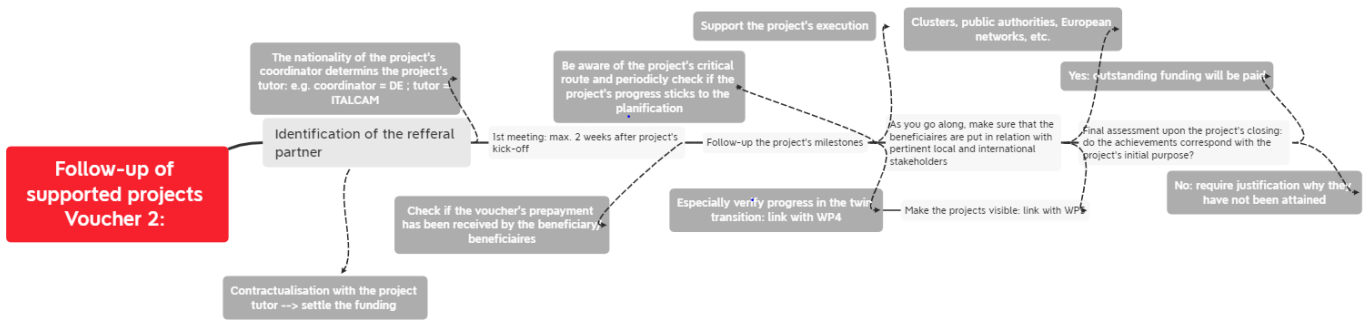 Follow-up of
supported projects
Voucher 2:
Identification of the refferal
partner
The nationality of the project's
coordinator determins the project's
tutor: e.g. coordinator = DE ; tutor =
ITALCAM
Contractualisation with the project
tutor --> settle the funding
1st meeting: max. 2 weeks after project's
kick-off
Check if the voucher's prepayment
has been received by the beneficiary/
beneficiaires
Follow-up the project's milestones
Be aware of the project's critical
route and periodicly check if the
project's progress sticks to the
planification
Support the project's execution
Especially verify progress in the twin
transition: link with WP4
As you go along, make sure that the
beneficiaires are put in relation with
pertinent local and international
stakeholders
Clusters, public authorities, European
networks, etc.
Make the projects visible: link with WP5
Final assessment upon the project's closing:
do the achievements correspond with the
project's initial purpose?
Yes: outstanding funding will be paid
No: require justification why they
have not been attained